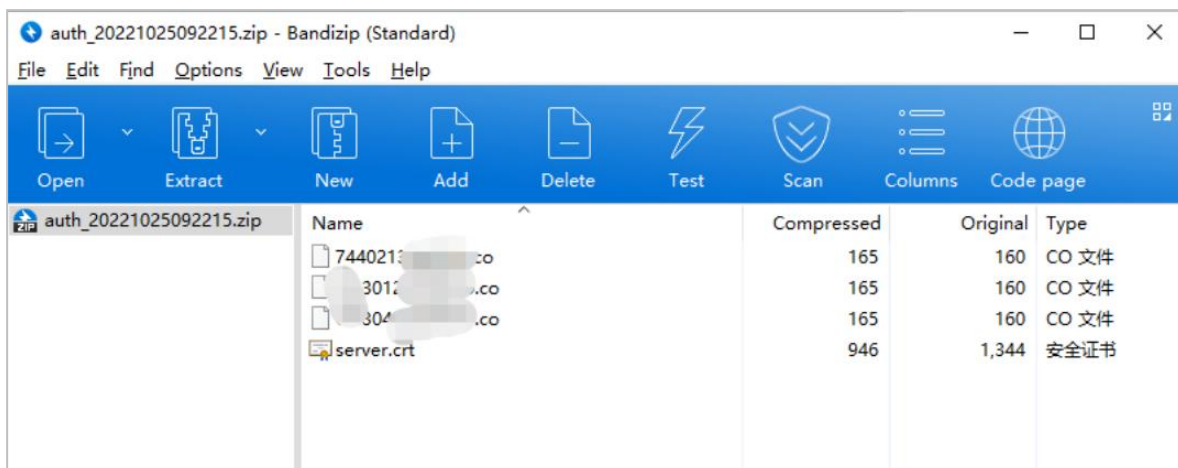 auth_20221025092215.zip - Bandizip (Standard)
File Edit Find Options View Tools Help
Open Extract New Add Delete Test Scan Columns Code page
auth_20221025092215.zip
Name Compressed Original Type
744021 co 165 160 CO 文件
3012 .co 165 160 CO 文件
304 .co 165 160 CO 文件
server.crt 946 1,344 安全证书